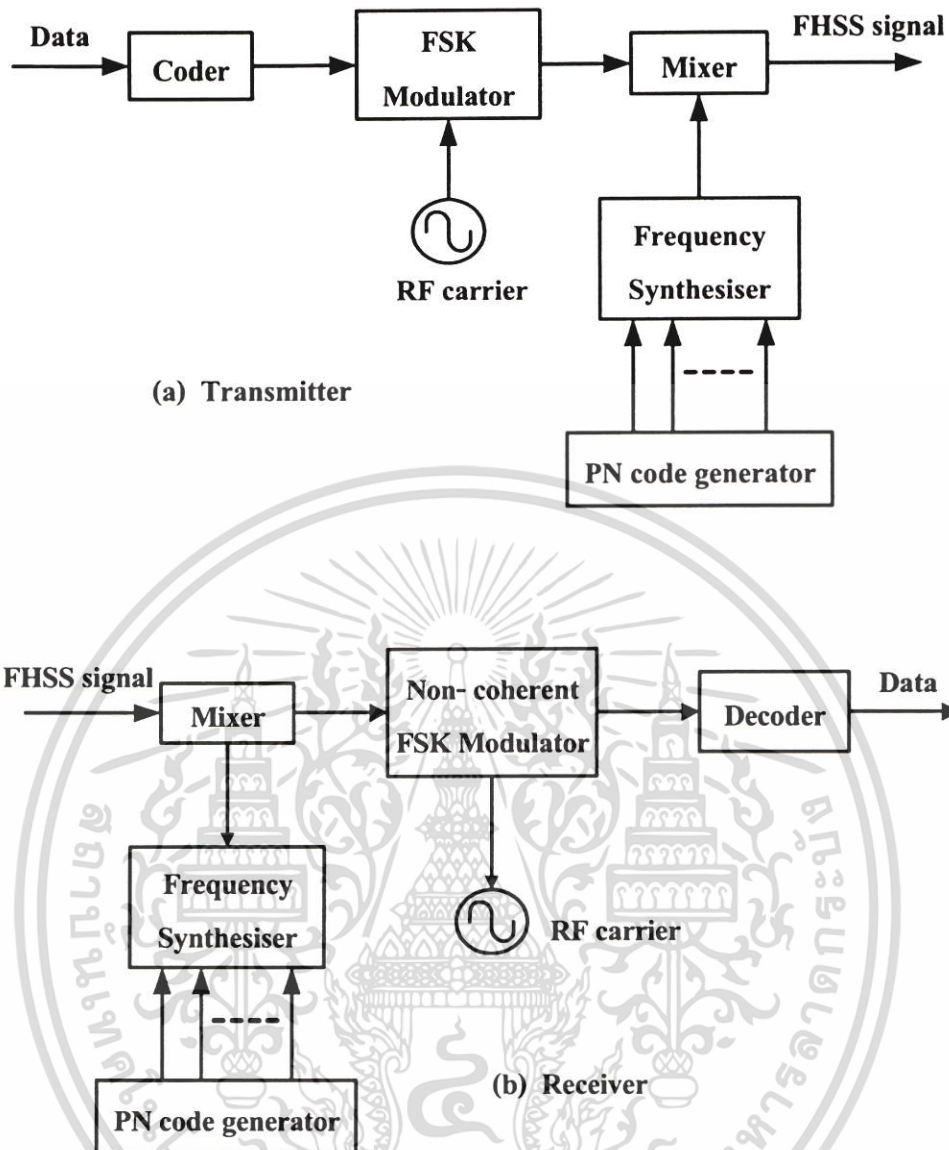 Data
Coder
FSK
Modulator
Mixer
FHSS signal
RF carrier
Frequency
Synthesiser
PN code generator
(a) Transmitter
FHSS signal
Mixer
Non- coherent
FSK Modulator
Decoder
Data
Frequency
Synthesiser
RF carrier
PN code generator
(b) Receiver